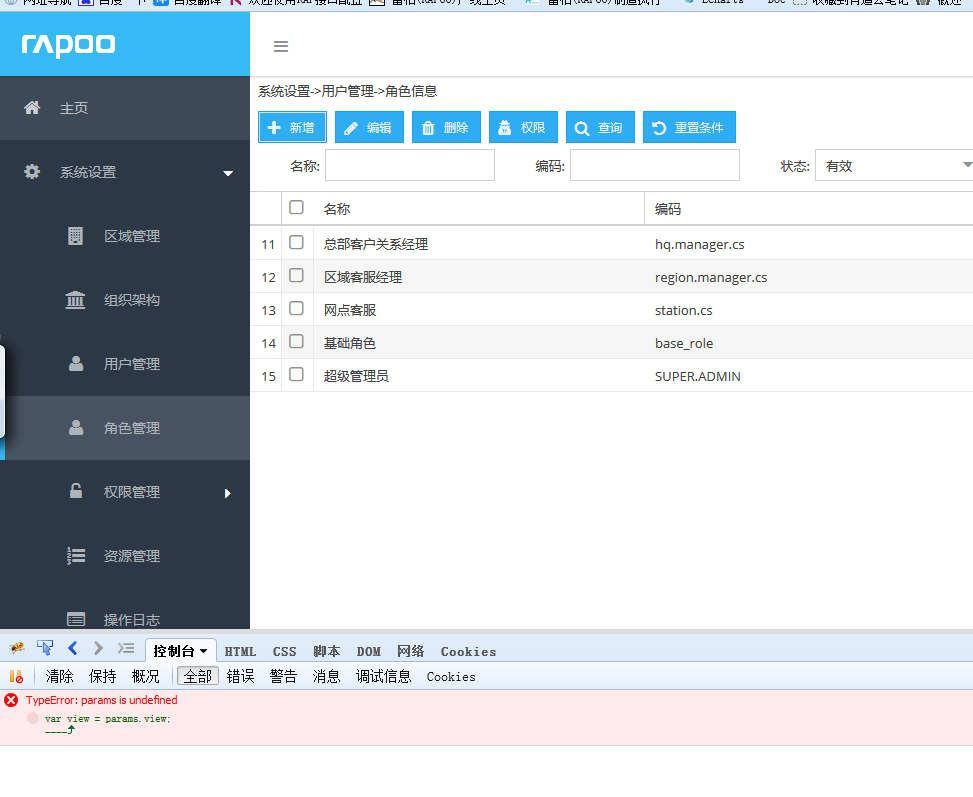 rapoo
主页
系统设置
区域管理
组织架构
用户管理
角色管理
权限管理
资源管理
操作日志
系统设置->用户管理->角色信息
新增 编辑 删除 权限 查询 重置条件
名称: 编码: 状态: 有效
名称 编码
11 总部客户关系经理 hq.manager.cs
12 区域客服经理 region.manager.cs
13 网点客服 station.cs
14 基础角色 base_role
15 超级管理员 SUPER.ADMIN
控制台 HTML CSS 脚本 DOM 网络 Cookies
清除 保持 概况 全部 错误 警告 消息 调试信息 Cookies
TypeError: params is undefined
var view = params.view;